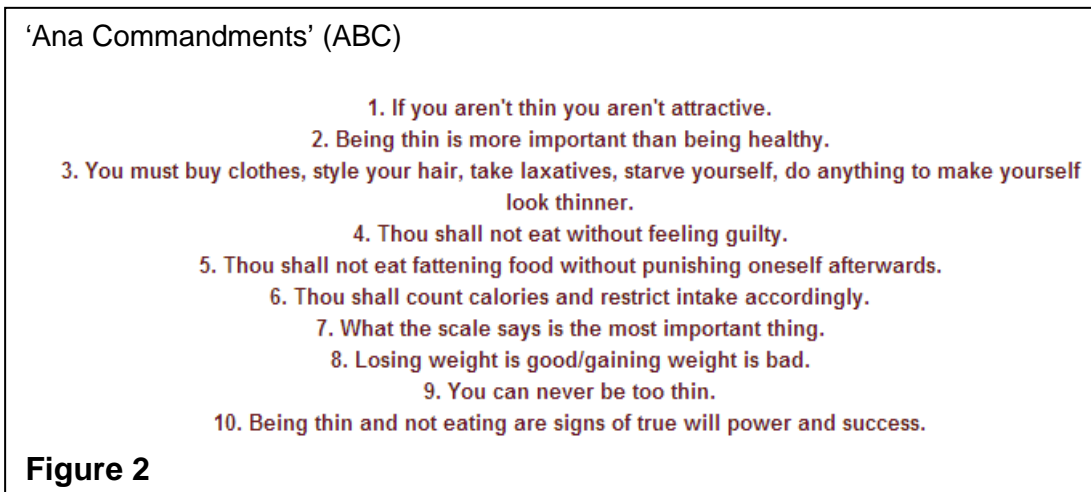 ‘Ana Commandments’ (ABC)
1. If you aren't thin you aren't attractive.
2. Being thin is more important than being healthy.
3. You must buy clothes, style your hair, take laxatives, starve yourself, do anything to make yourself
look thinner.
4. Thou shall not eat without feeling guilty.
5. Thou shall not eat fattening food without punishing oneself afterwards.
6. Thou shall count calories and restrict intake accordingly.
7. What the scale says is the most important thing.
8. Losing weight is good/gaining weight is bad.
9. You can never be too thin.
10. Being thin and not eating are signs of true will power and success.
Figure 2